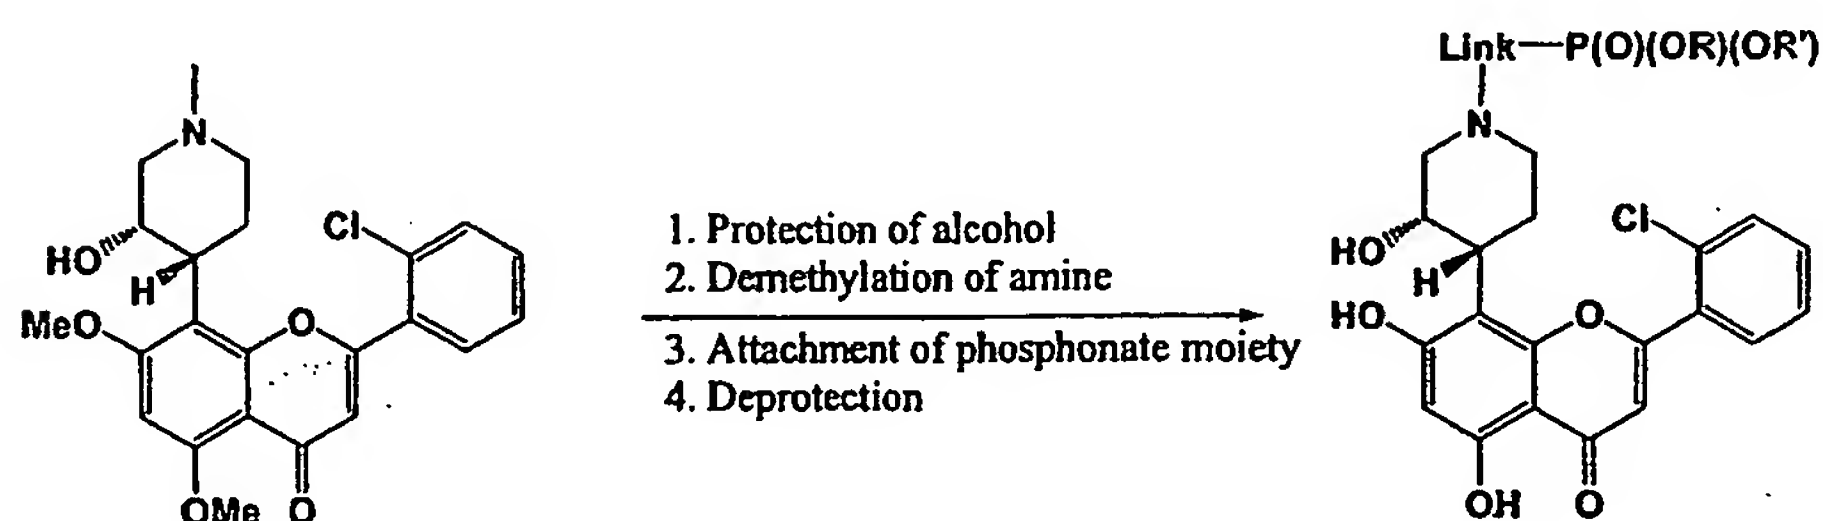 Link—P(O)(OR)(OR')
N
N
Cl
Cl
1. Protection of alcohol
2. Demethylation of amine
HO
H
HO
H
MeO
O
HO
O
3. Attachment of phosphonate moiety
4. Deprotection
OMe
O
OH
O